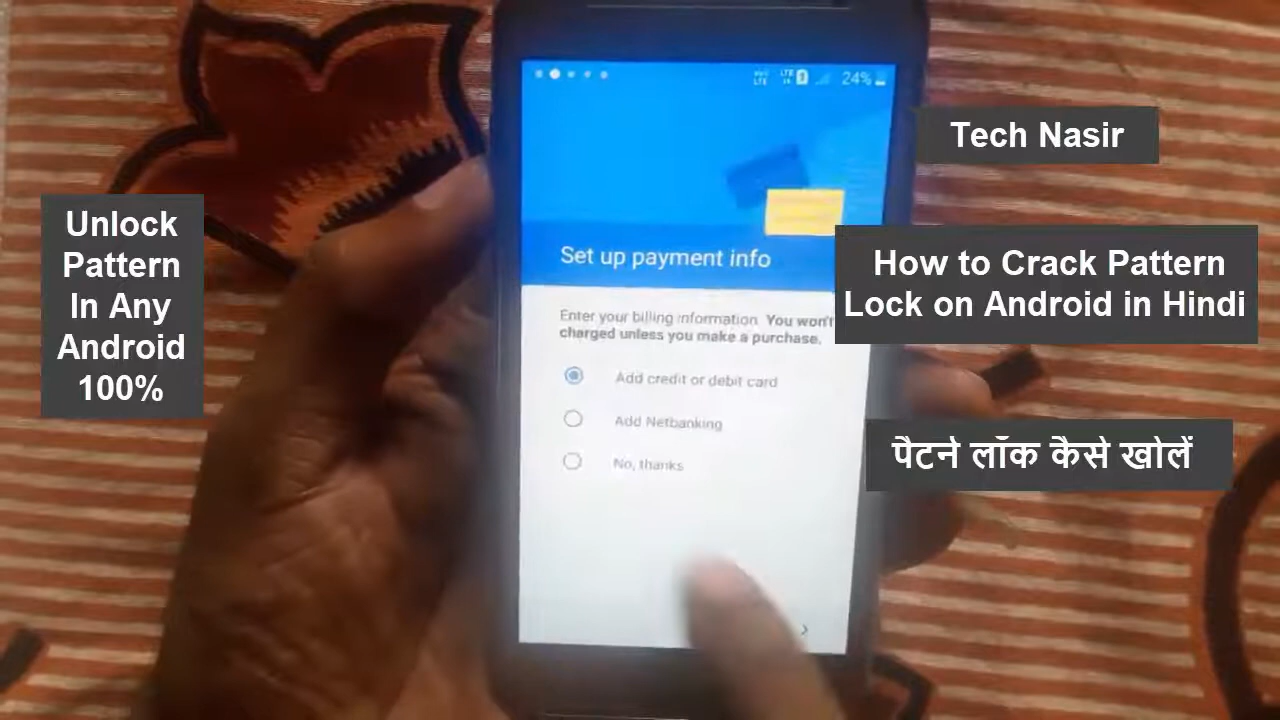 24%
Tech Nasir
Unlock
Pattern
In Any
Android
100%
Set up payment info
How to Crack Pattern
Lock on Android in Hindi
Enter your billing information. You won't
charged unless you make a purchase.
Add credit or debit card
Add Netbanking
No, thanks
पैटर्न लॉक कैसे खोलें